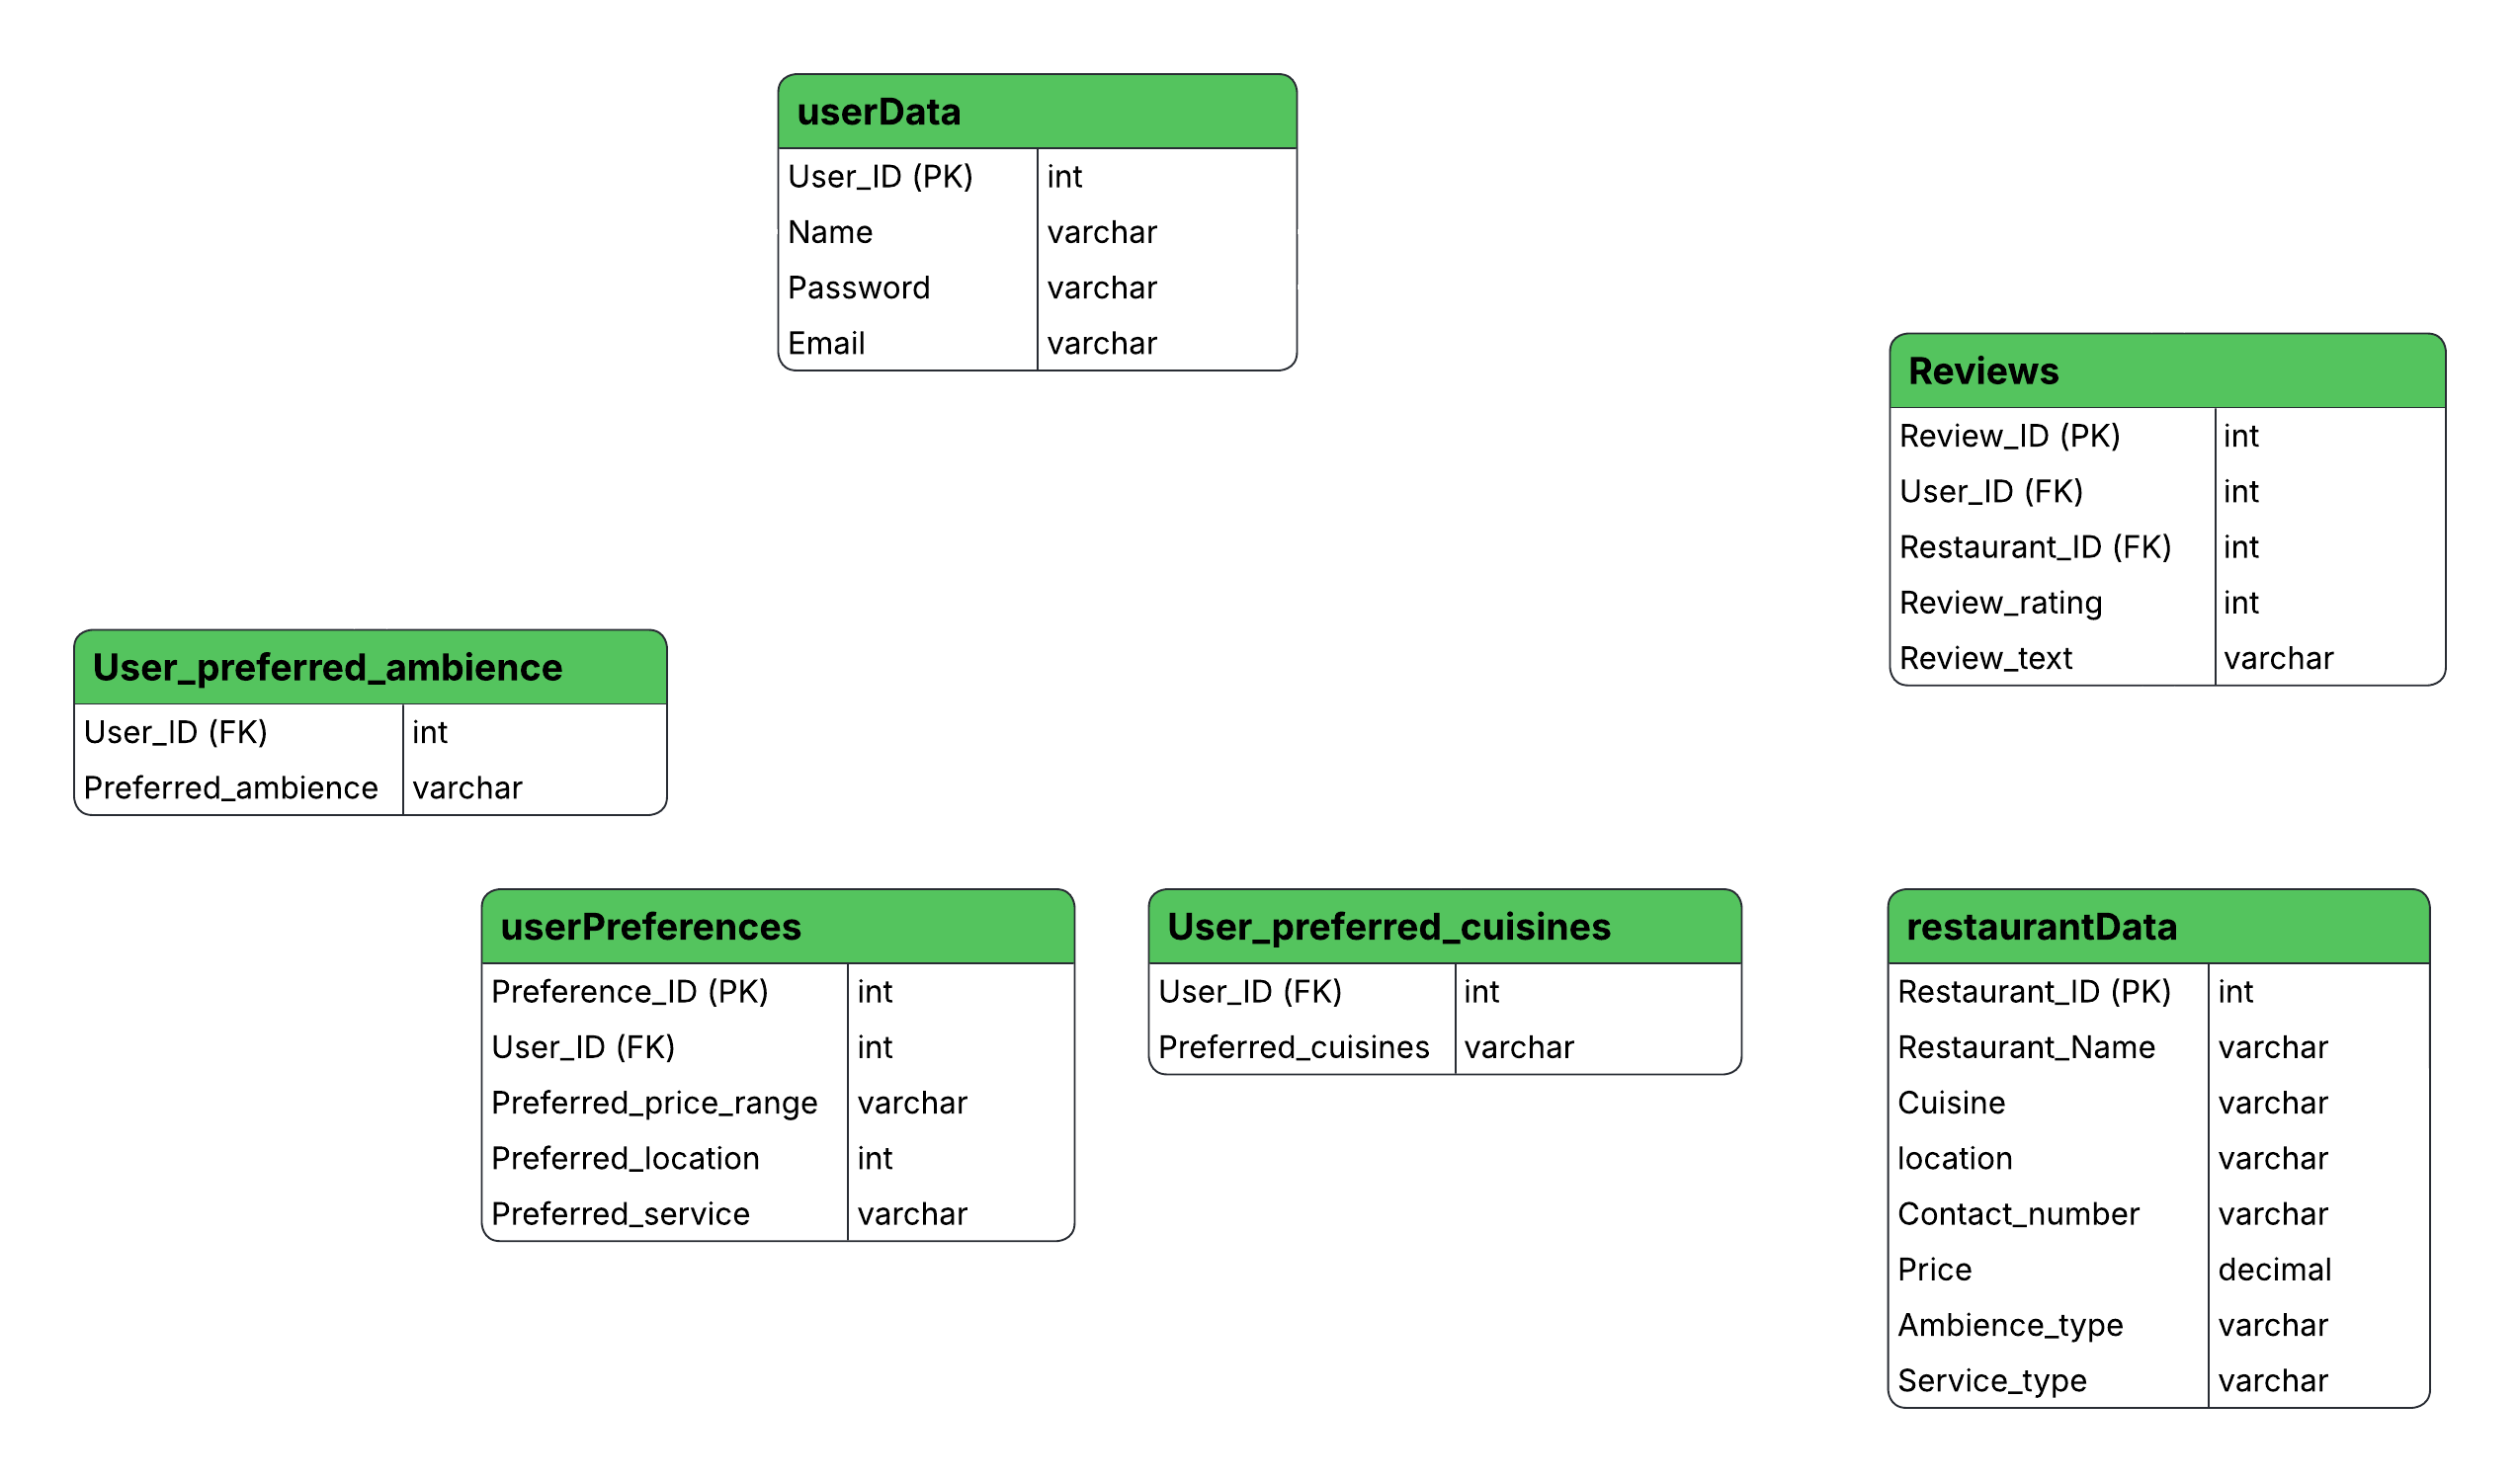 userData
User_ID (PK) int
Name varchar
Password varchar
Email varchar
Reviews
Review_ID (PK) int
User_ID (FK) int
Restaurant_ID (FK) int
Review_rating int
Review_text varchar
User_preferred_ambience
User_ID (FK) int
Preferred_ambience varchar
userPreferences
Preference_ID (PK) int
User_ID (FK) int
Preferred_price_range varchar
Preferred_location int
Preferred_service varchar
User_preferred_cuisines
User_ID (FK) int
Preferred_cuisines varchar
restaurantData
Restaurant_ID (PK) int
Restaurant_Name varchar
Cuisine varchar
location varchar
Contact_number varchar
Price decimal
Ambience_type varchar
Service_type varchar